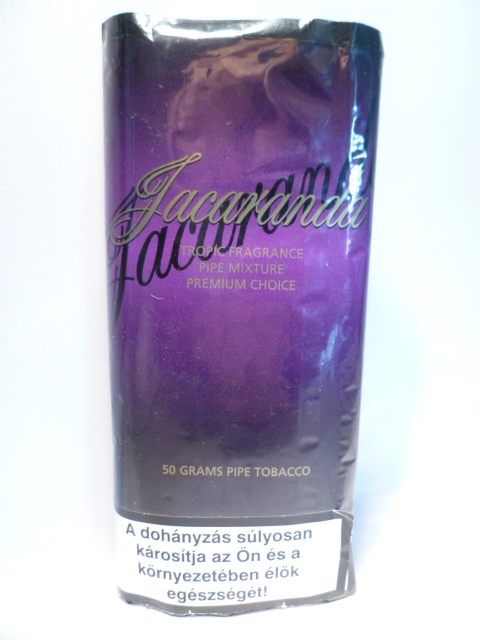 Jacaranda
Jacaranda
TROPIC FRAGRANCE
PIPE MIXTURE
PREMIUM CHOICE
50 GRAMS PIPE TOBACCO
A dohányzás súlyosan
károsítja az Ön és a
környezetében élők
egészségét!